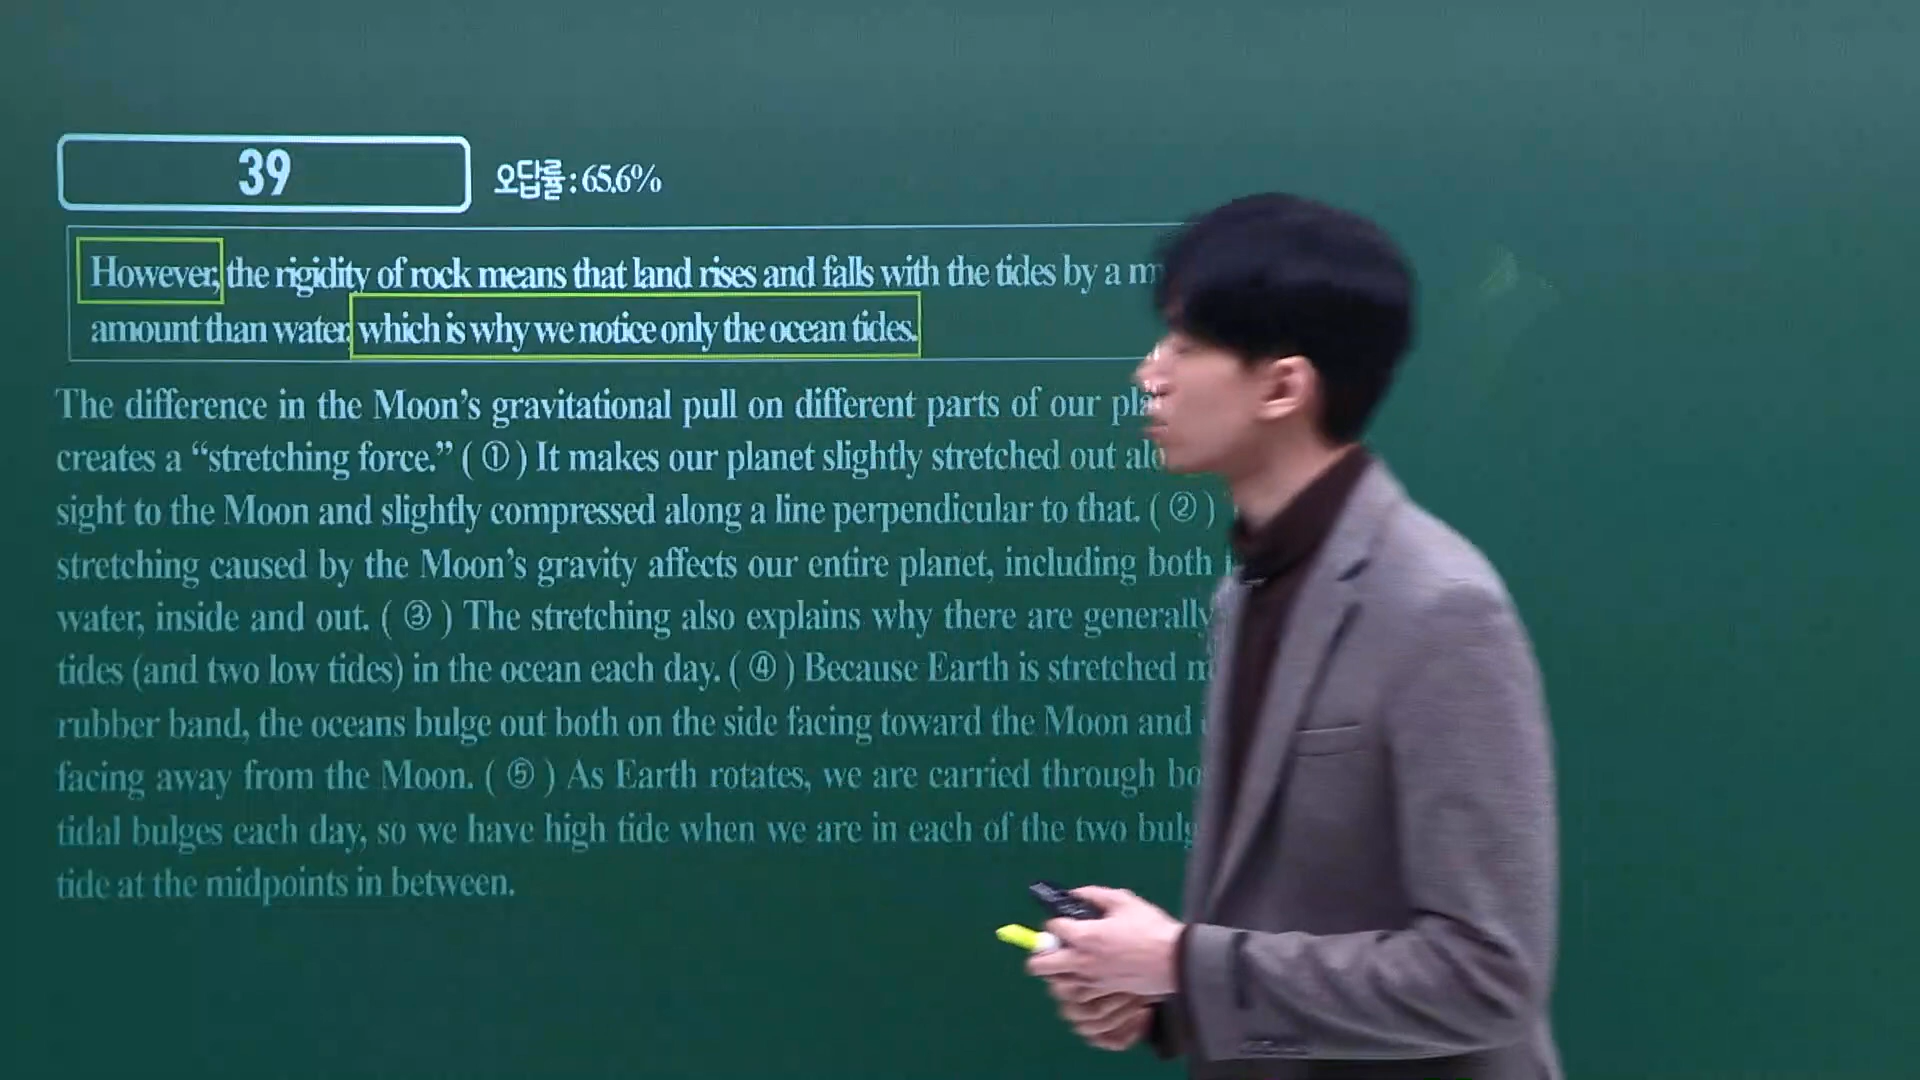 39
오답률 : 65.6%
However, the rigidity of rock means that land rises and falls with the tides by a
amount than water, which is why we notice only the ocean tides.
The difference in the Moon's gravitational pull on different parts of our
creates a “stretching force.” ( ① ) It makes our planet slightly stretched out
sight to the Moon and slightly compressed along a line perpendicular to that. ( ② )
stretching caused by the Moon's gravity affects our entire planet, including both
water, inside and out. ( ③ ) The stretching also explains why there are generally
tides (and two low tides) in the ocean each day. ( ④ ) Because Earth is stretched
rubber band, the oceans bulge out both on the side facing toward the Moon and
facing away from the Moon. ( ⑤ ) As Earth rotates, we are carried through
tidal bulges each day, so we have high tide when we are in each of the two
tide at the midpoints in between.